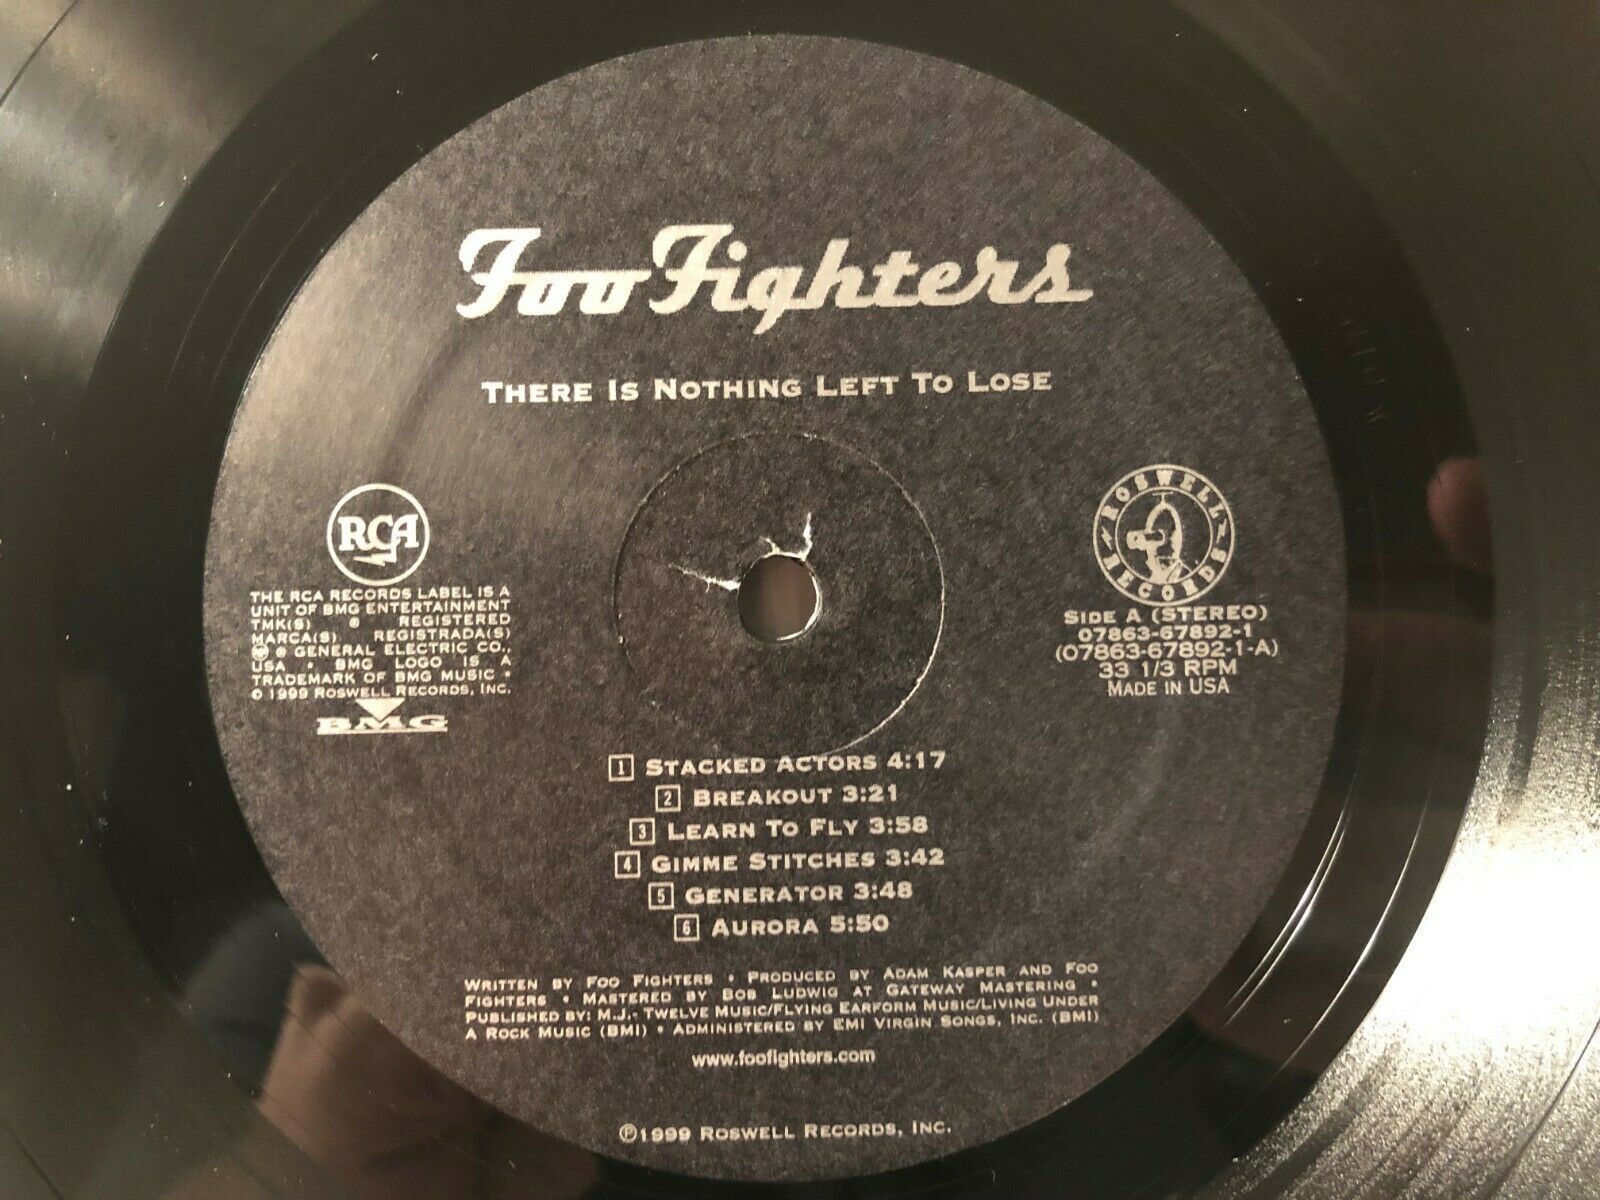 Foo Fighters
THERE IS NOTHING LEFT TO LOSE
RCA
THE RCA RECORDS LABEL IS A
UNIT OF BMG ENTERTAINMENT
TMK(S) ® REGISTERED
MARCA(S) REGISTRADA(S)
® GENERAL ELECTRIC CO.,
USA • BMG LOGO IS A
TRADEMARK OF BMG MUSIC •
© 1999 ROSWELL RECORDS, INC.
BMG
ROSWELL RECORDS
SIDE A (STEREO)
07863-67892-1
(07863-67892-1-A)
33 1/3 RPM
MADE IN USA
1 STACKED ACTORS 4:17
2 BREAKOUT 3:21
3 LEARN TO FLY 3:58
4 GIMME STITCHES 3:42
5 GENERATOR 3:48
6 AURORA 5:50
WRITTEN BY FOO FIGHTERS • PRODUCED BY ADAM KASPER AND FOO
FIGHTERS • MASTERED BY BOB LUDWIG AT GATEWAY MASTERING •
PUBLISHED BY: M.J.- TWELVE MUSIC/FLYING EARFORM MUSIC/LIVING UNDER
A ROCK MUSIC (BMI) • ADMINISTERED BY EMI VIRGIN SONGS, INC. (BMI)
www.foofighters.com
℗1999 ROSWELL RECORDS, INC.